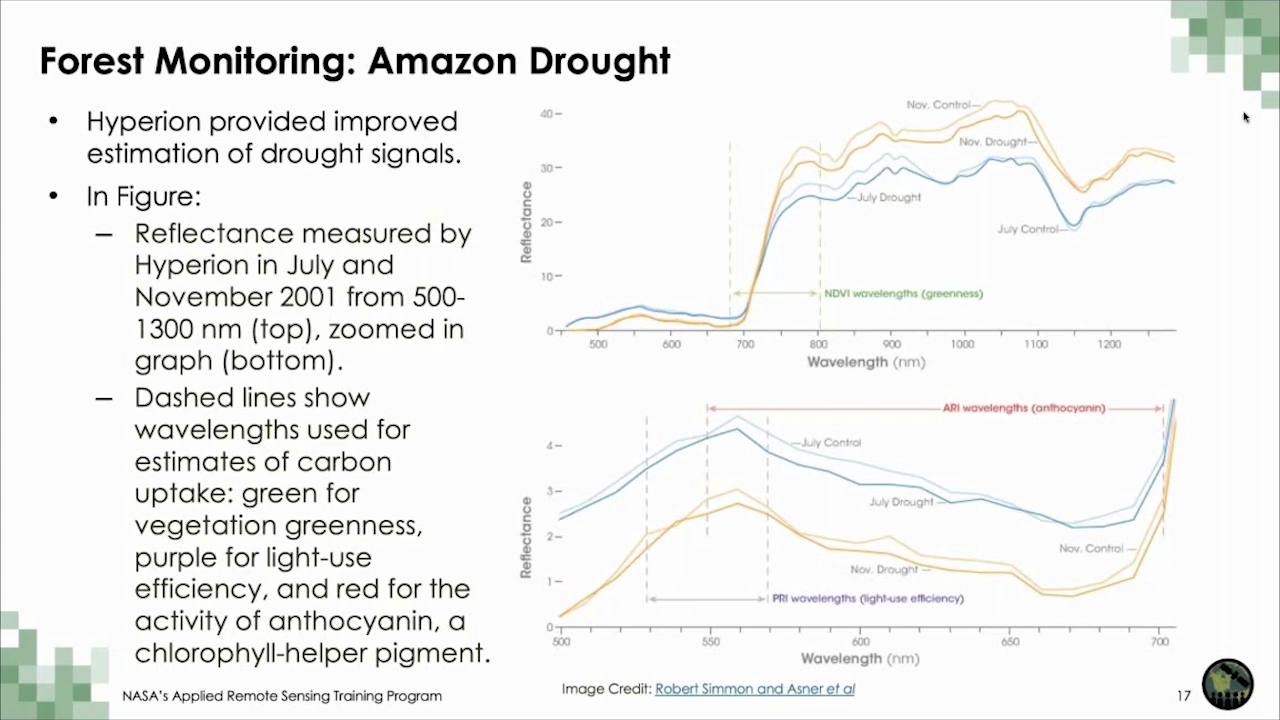 Forest Monitoring: Amazon Drought
• Hyperion provided improved
estimation of drought signals.
• In Figure:
– Reflectance measured by
Hyperion in July and
November 2001 from 500-
1300 nm (top), zoomed in
graph (bottom).
– Dashed lines show
wavelengths used for
estimates of carbon
uptake: green for
vegetation greenness,
purple for light-use
efficiency, and red for the
activity of anthocyanin, a
chlorophyll-helper pigment.
Nov. Control
Nov. Drought
July Drought
July Control
NDVI wavelengths (greenness)
Reflectance
40
30
20
10
0
500 600 700 800 900 1000 1100 1200
Wavelength (nm)
ARI wavelengths (anthocyanin)
July Control
July Drought
Nov. Control
Nov. Drought
PRI wavelengths (light-use efficiency)
Reflectance
4
3
2
1
0
500 550 600 650 700
Wavelength (nm)
Image Credit: Robert Simmon and Asner et al
NASA's Applied Remote Sensing Training Program
17